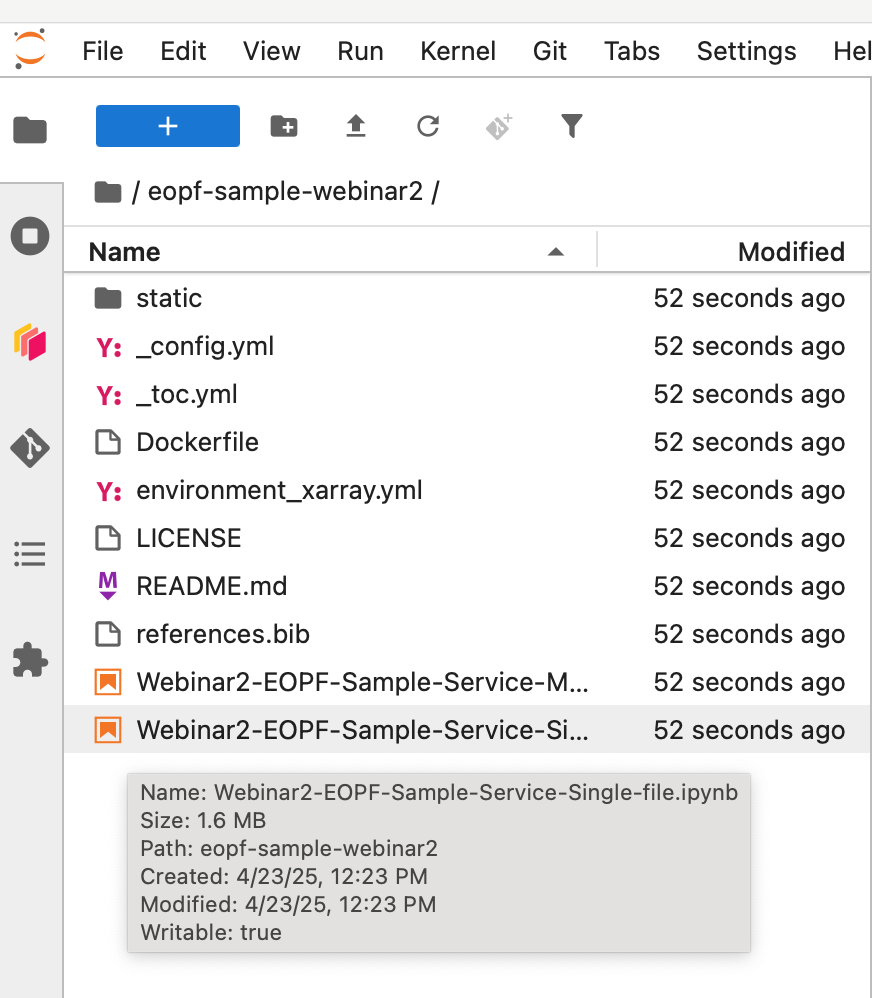 File Edit View Run Kernel Git Tabs Settings Hel
/ eopf-sample-webinar2 /
Name Modified
static 52 seconds ago
Y: _config.yml 52 seconds ago
Y: _toc.yml 52 seconds ago
Dockerfile 52 seconds ago
Y: environment_xarray.yml 52 seconds ago
LICENSE 52 seconds ago
M README.md 52 seconds ago
references.bib 52 seconds ago
Webinar2-EOPF-Sample-Service-M... 52 seconds ago
Webinar2-EOPF-Sample-Service-Si... 52 seconds ago
Name: Webinar2-EOPF-Sample-Service-Single-file.ipynb
Size: 1.6 MB
Path: eopf-sample-webinar2
Created: 4/23/25, 12:23 PM
Modified: 4/23/25, 12:23 PM
Writable: true